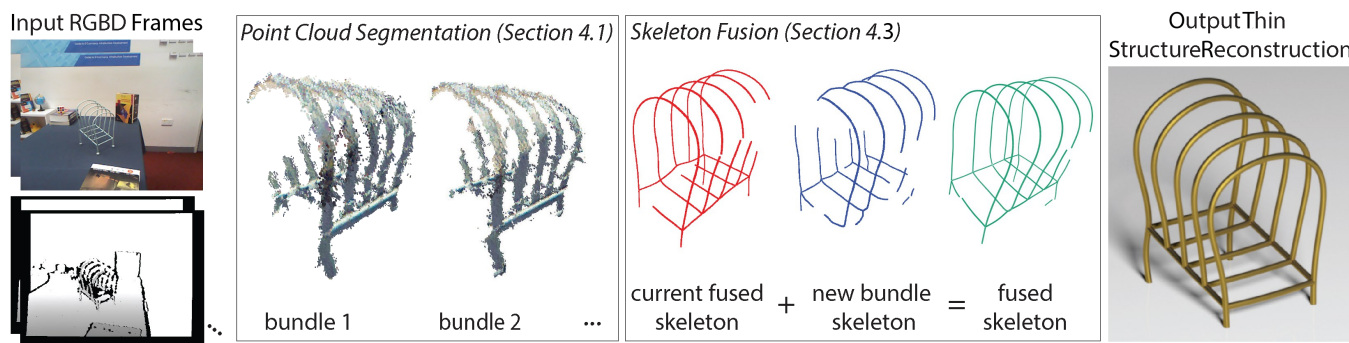 Input RGBD Frames
...
Point Cloud Segmentation (Section 4.1)
bundle 1
bundle 2
...
Skeleton Fusion (Section 4.3)
current fused
skeleton
+
new bundle
skeleton
=
fused
skeleton
OutputThin
StructureReconstruction